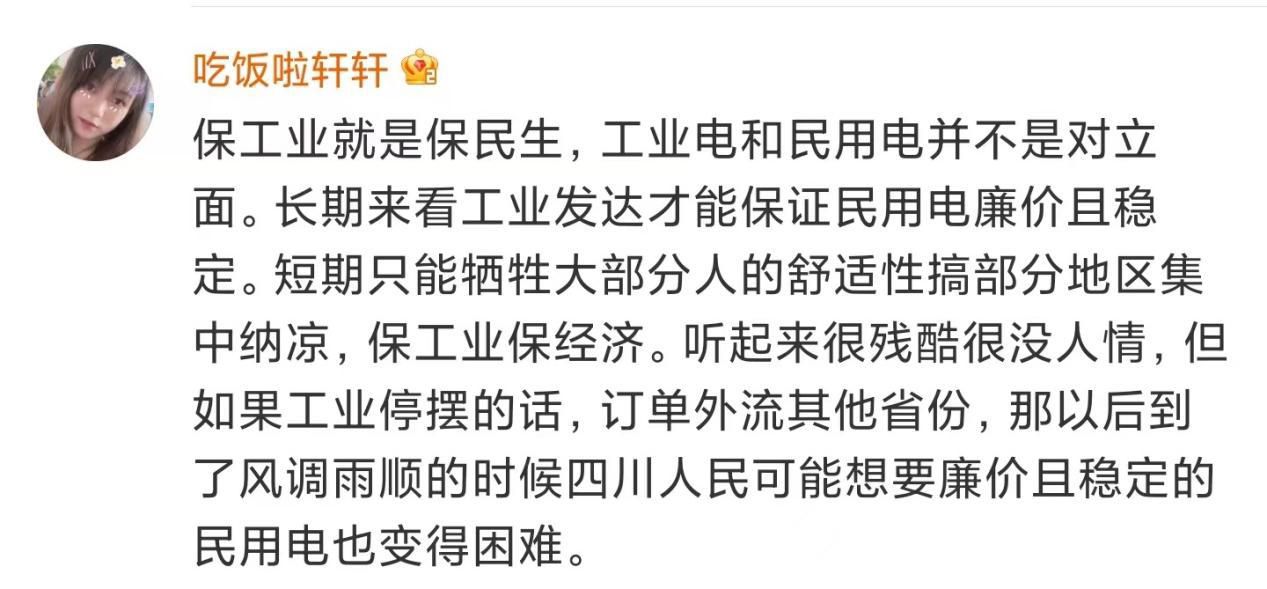 吃饭啦轩轩
2
保工业就是保民生，工业电和民用电并不是对立
面。长期来看工业发达才能保证民用电廉价且稳
定。短期只能牺牲大部分人的舒适性搞部分地区集
中纳凉，保工业保经济。听起来很残酷很没人情，但
如果工业停摆的话，订单外流其他省份，那以后到
了风调雨顺的时候四川人民可能想要廉价且稳定的
民用电也变得困难。